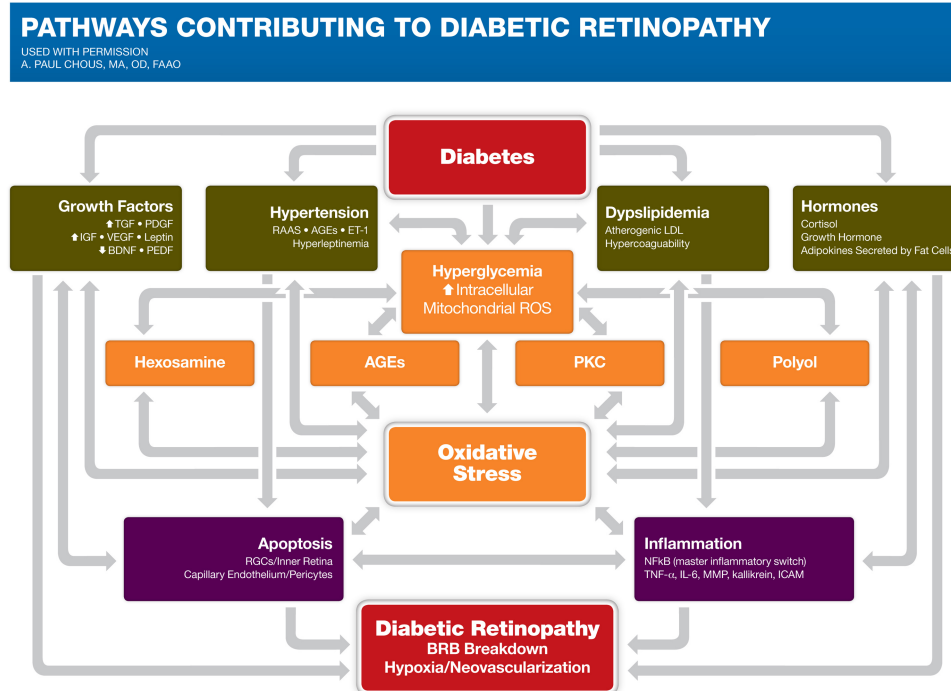 PATHWAYS CONTRIBUTING TO DIABETIC RETINOPATHY
USED WITH PERMISSION
A. PAUL CHOUS, MA, OD, FAAO
Diabetes
Growth Factors
⬆TGF • PDGF
⬆IGF • VEGF • Leptin
⬇BDNF • PEDF
Hypertension
RAAS • AGEs • ET-1
Hyperleptinemia
Dypslipidemia
Atherogenic LDL
Hypercoaguability
Hormones
Cortisol
Growth Hormone
Adipokines Secreted by Fat Cells
Hyperglycemia
⬆Intracellular
Mitochondrial ROS
Hexosamine
AGEs
PKC
Polyol
Oxidative
Stress
Apoptosis
RGCs/Inner Retina
Capillary Endothelium/Pericytes
Inflammation
NFkB (master inflammatory switch)
TNF-α, IL-6, MMP, kallikrein, ICAM
Diabetic Retinopathy
BRB Breakdown
Hypoxia/Neovascularization